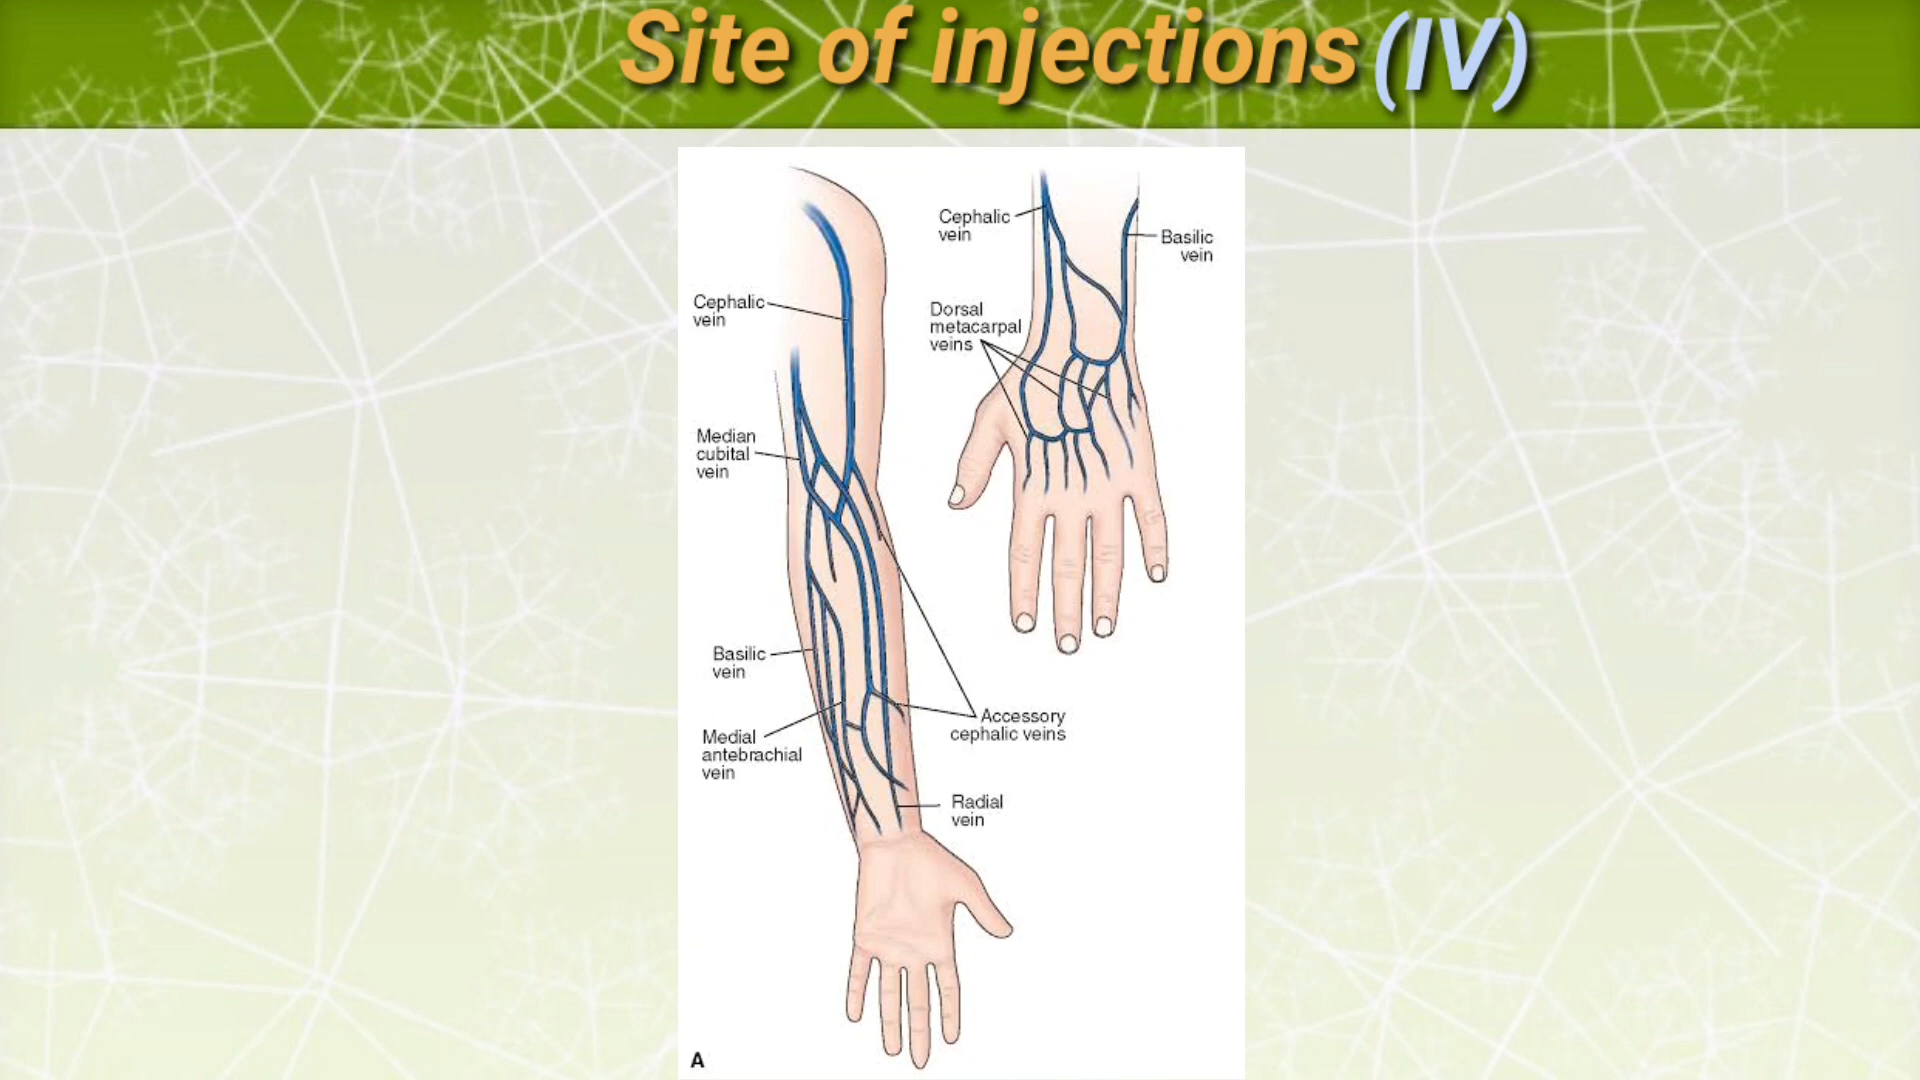 Site of injections (IV)
Cephalic
vein
Median
cubital
vein
Basilic
vein
Medial
antebrachial
vein
Accessory
cephalic veins
Radial
vein
Cephalic
vein
Basilic
vein
Dorsal
metacarpal
veins
A